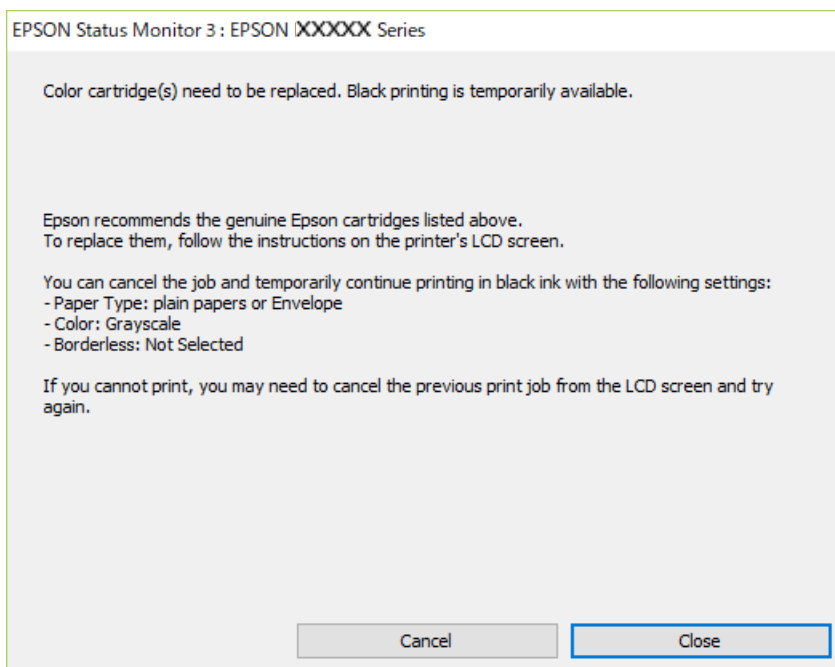 EPSON Status Monitor 3 : EPSON XXXXX Series
Color cartridge(s) need to be replaced. Black printing is temporarily available.
Epson recommends the genuine Epson cartridges listed above.
To replace them, follow the instructions on the printer's LCD screen.
You can cancel the job and temporarily continue printing in black ink with the following settings:
- Paper Type: plain papers or Envelope
- Color: Grayscale
- Borderless: Not Selected
If you cannot print, you may need to cancel the previous print job from the LCD screen and try
again.
Cancel
Close